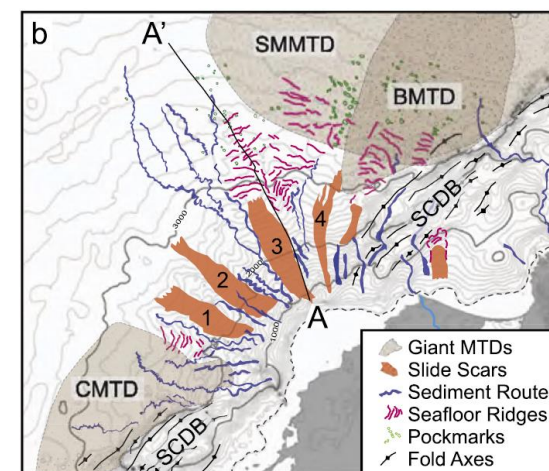 b
A'
SMMTD
BMTD
SCDB
3000
4
3
2000
2
1
A
1000
CMTD
SCDB
Giant MTDs
Slide Scars
Sediment Route
Seafloor Ridges
Pockmarks
Fold Axes